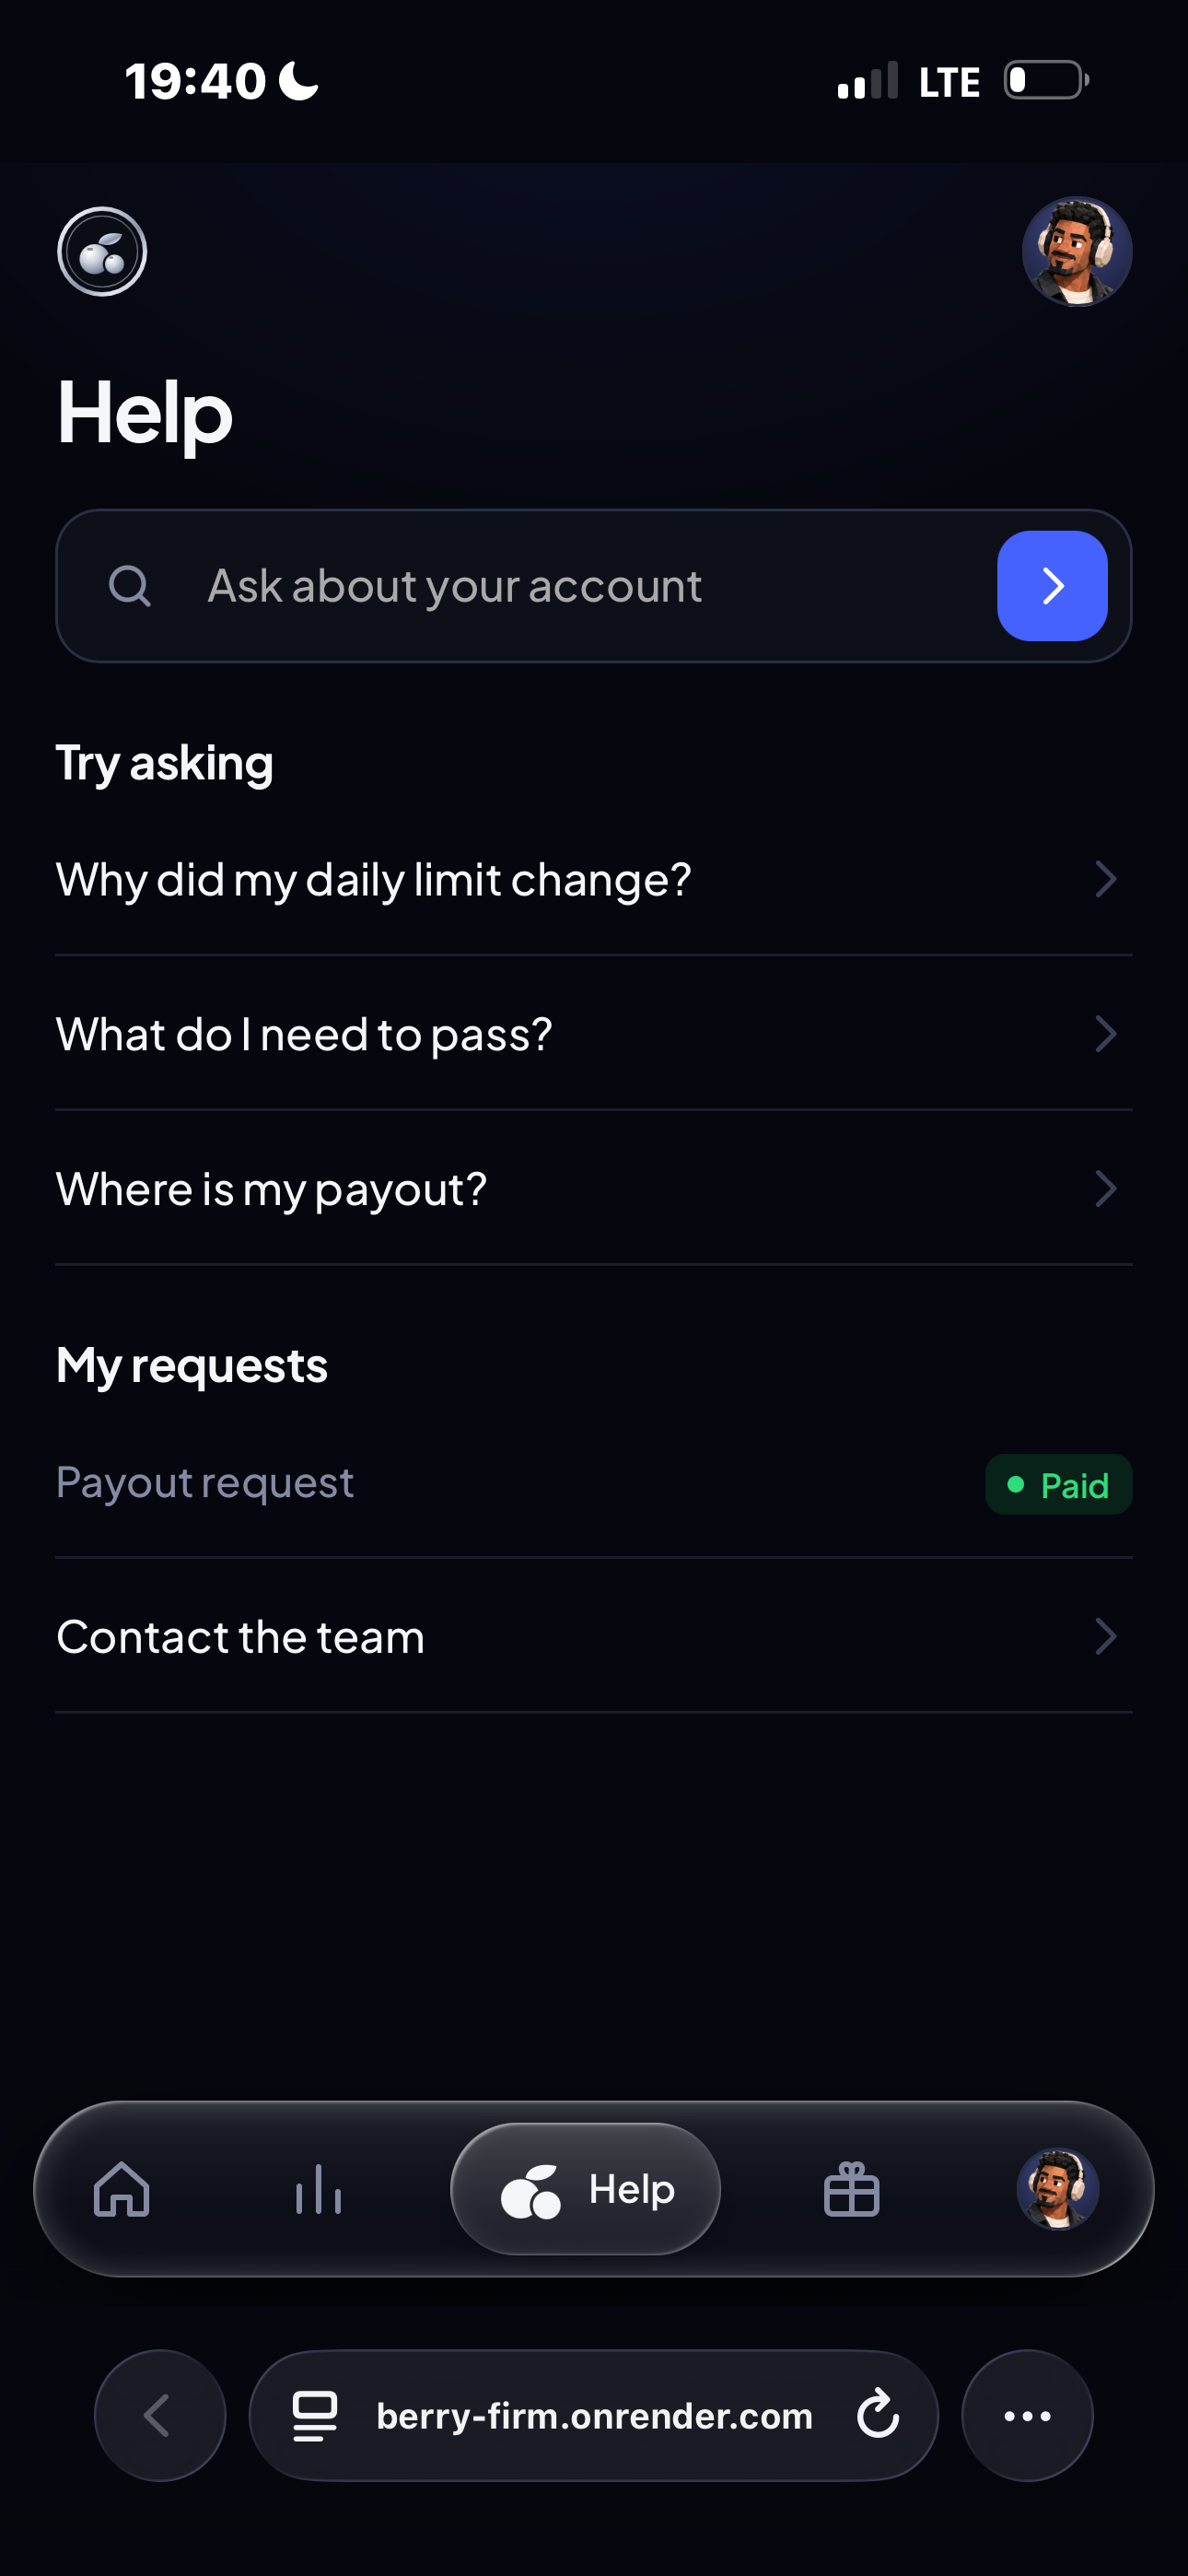 19:40
LTE
Help
Ask about your account
Try asking
Why did my daily limit change?
What do I need to pass?
Where is my payout?
My requests
Payout request
Paid
Contact the team
Help
berry-firm.onrender.com